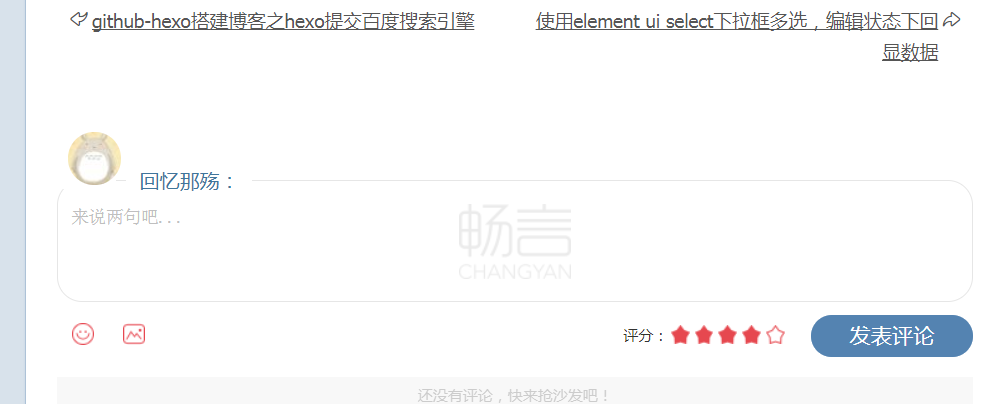 github-hexo搭建博客之hexo提交百度搜索引擎
使用element ui select下拉框多选，编辑状态下回
显数据
回忆那殇：
来说两句吧...
畅言
CHANGYAN
评分：
发表评论
还没有评论，快来抢沙发吧！